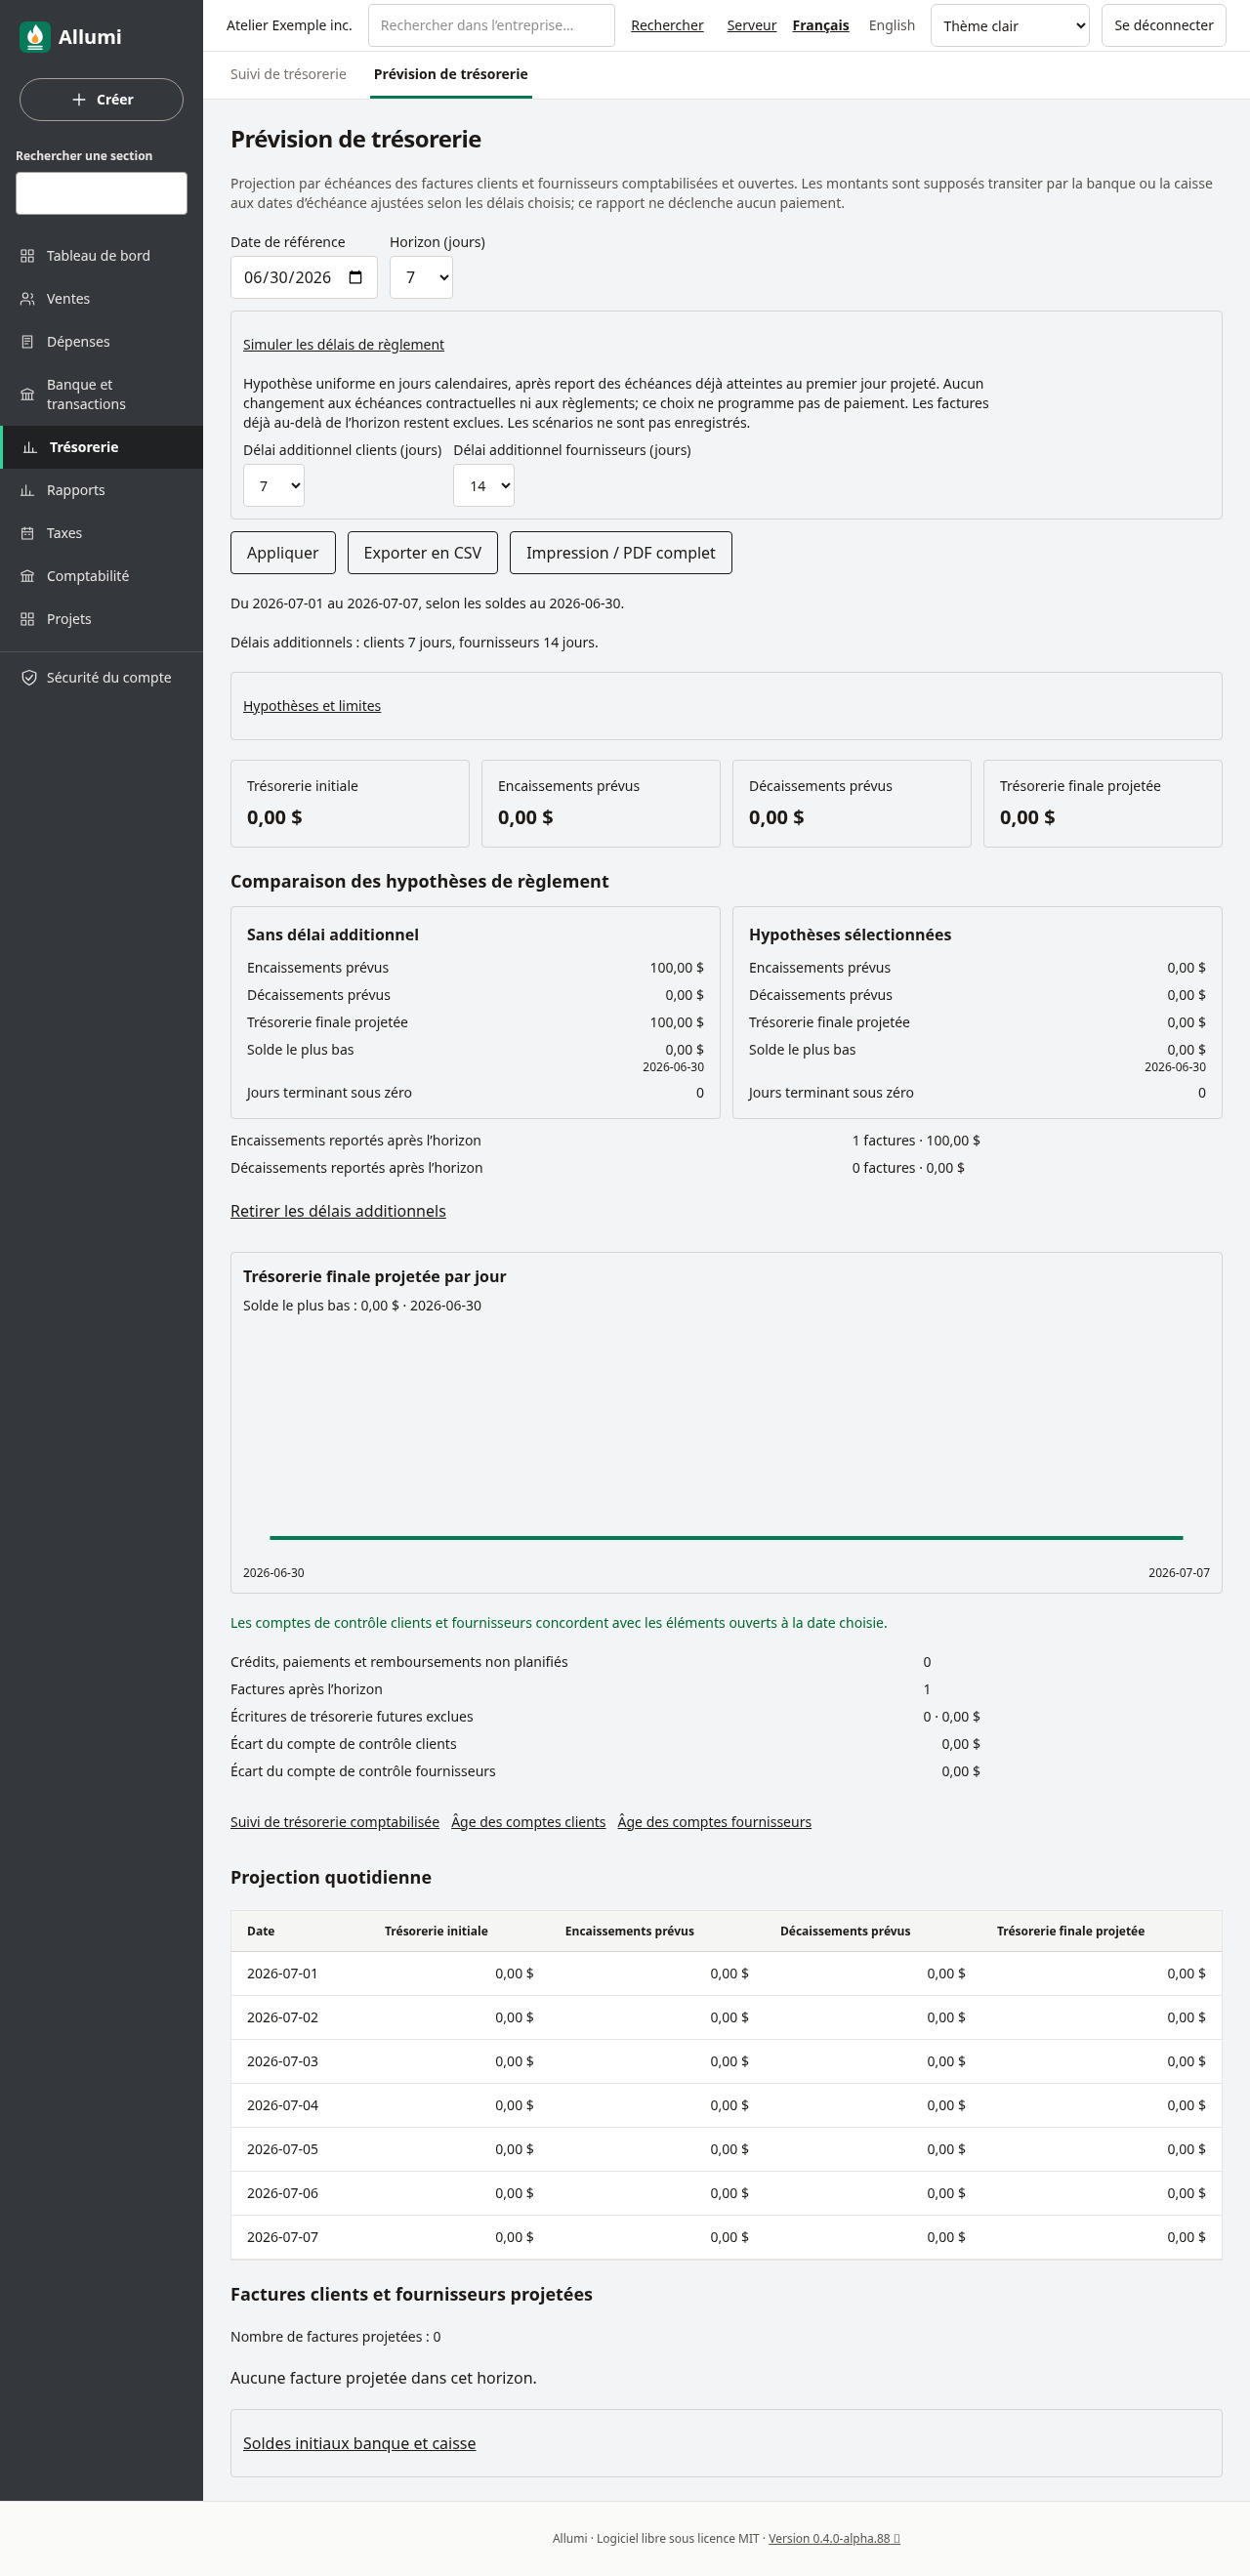 Allumi
Créer
Rechercher une section
Tableau de bord
Ventes
Dépenses
Banque et
transactions
Trésorerie
Rapports
Taxes
Comptabilité
Projets
Sécurité du compte
Atelier Exemple inc. Rechercher dans l’entreprise… Rechercher Serveur Français English Thème clair Se déconnecter
Suivi de trésorerie Prévision de trésorerie
Prévision de trésorerie
Projection par échéances des factures clients et fournisseurs comptabilisées et ouvertes. Les montants sont supposés transiter par la banque ou la caisse
aux dates d’échéance ajustées selon les délais choisis; ce rapport ne déclenche aucun paiement.
Date de référence Horizon (jours)
06/30/2026 7
Simuler les délais de règlement
Hypothèse uniforme en jours calendaires, après report des échéances déjà atteintes au premier jour projeté. Aucun
changement aux échéances contractuelles ni aux règlements; ce choix ne programme pas de paiement. Les factures
déjà au-delà de l’horizon restent exclues. Les scénarios ne sont pas enregistrés.
Délai additionnel clients (jours) Délai additionnel fournisseurs (jours)
7 14
Appliquer Exporter en CSV Impression / PDF complet
Du 2026-07-01 au 2026-07-07, selon les soldes au 2026-06-30.
Délais additionnels : clients 7 jours, fournisseurs 14 jours.
Hypothèses et limites
Trésorerie initiale Encaissements prévus Décaissements prévus Trésorerie finale projetée
0,00 $ 0,00 $ 0,00 $ 0,00 $
Comparaison des hypothèses de règlement
Sans délai additionnel
Encaissements prévus 100,00 $
Décaissements prévus 0,00 $
Trésorerie finale projetée 100,00 $
Solde le plus bas 0,00 $
2026-06-30
Jours terminant sous zéro 0
Hypothèses sélectionnées
Encaissements prévus 0,00 $
Décaissements prévus 0,00 $
Trésorerie finale projetée 0,00 $
Solde le plus bas 0,00 $
2026-06-30
Jours terminant sous zéro 0
Encaissements reportés après l’horizon 1 factures · 100,00 $
Décaissements reportés après l’horizon 0 factures · 0,00 $
Retirer les délais additionnels
Trésorerie finale projetée par jour
Solde le plus bas : 0,00 $ · 2026-06-30
2026-06-30 2026-07-07
Les comptes de contrôle clients et fournisseurs concordent avec les éléments ouverts à la date choisie.
Crédits, paiements et remboursements non planifiés 0
Factures après l’horizon 1
Écritures de trésorerie futures exclues 0 · 0,00 $
Écart du compte de contrôle clients 0,00 $
Écart du compte de contrôle fournisseurs 0,00 $
Suivi de trésorerie comptabilisée Âge des comptes clients Âge des comptes fournisseurs
Projection quotidienne
Date Trésorerie initiale Encaissements prévus Décaissements prévus Trésorerie finale projetée
2026-07-01 0,00 $ 0,00 $ 0,00 $ 0,00 $
2026-07-02 0,00 $ 0,00 $ 0,00 $ 0,00 $
2026-07-03 0,00 $ 0,00 $ 0,00 $ 0,00 $
2026-07-04 0,00 $ 0,00 $ 0,00 $ 0,00 $
2026-07-05 0,00 $ 0,00 $ 0,00 $ 0,00 $
2026-07-06 0,00 $ 0,00 $ 0,00 $ 0,00 $
2026-07-07 0,00 $ 0,00 $ 0,00 $ 0,00 $
Factures clients et fournisseurs projetées
Nombre de factures projetées : 0
Aucune facture projetée dans cet horizon.
Soldes initiaux banque et caisse
Allumi · Logiciel libre sous licence MIT · Version 0.4.0-alpha.88